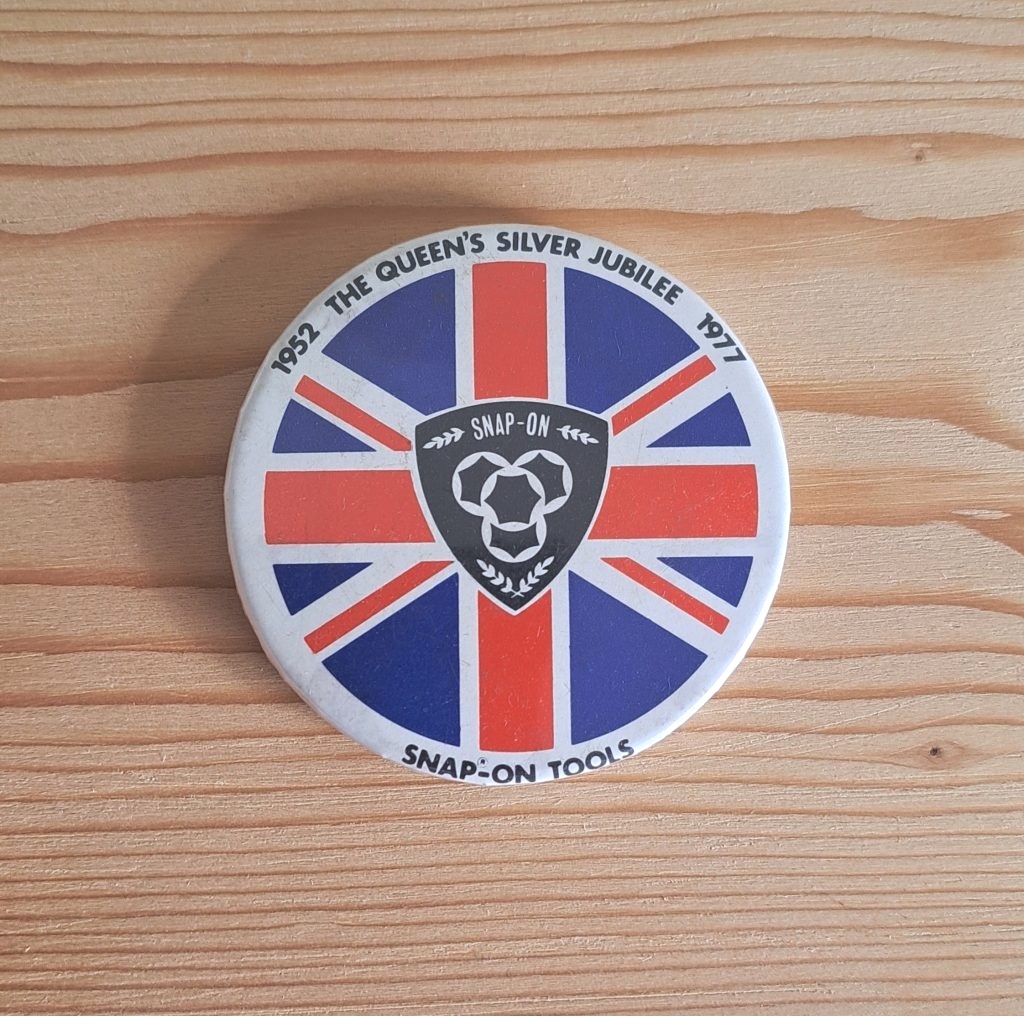 1952 THE QUEEN'S SILVER JUBILEE 1977
SNAP-ON
SNAP-ON® TOOLS